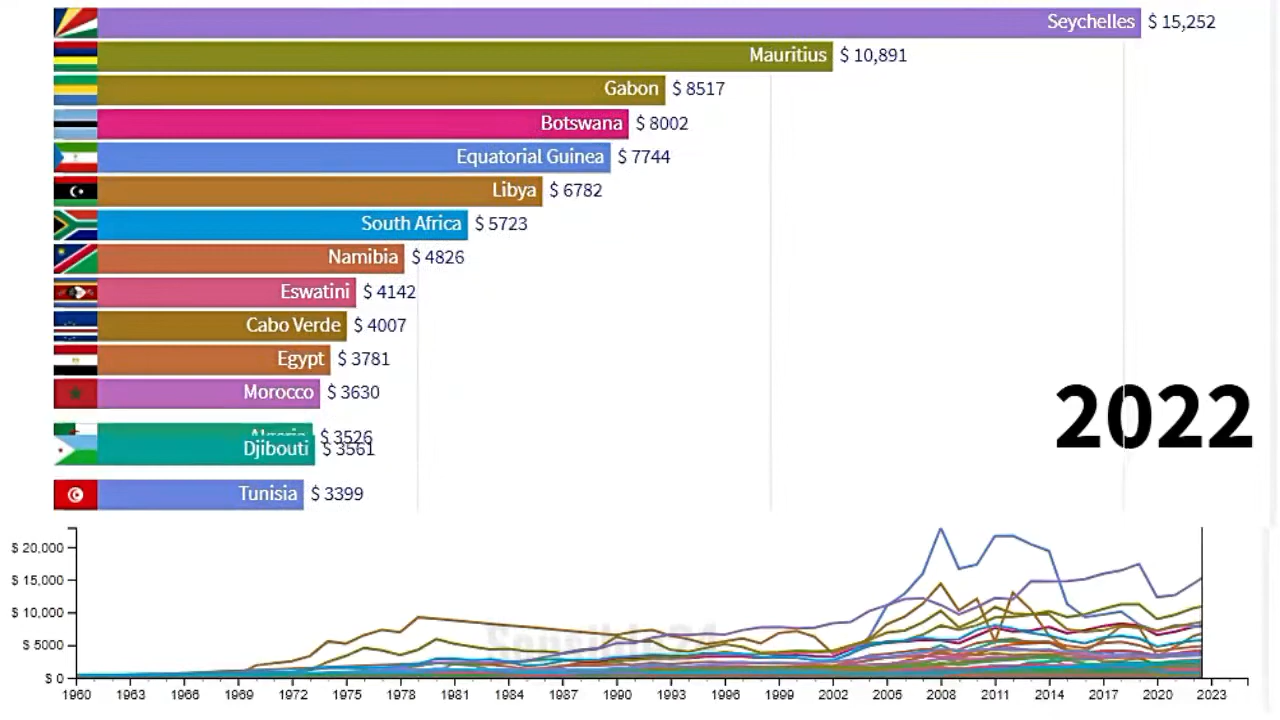 Seychelles $ 15,252
Mauritius $ 10,891
Gabon $ 8517
Botswana $ 8002
Equatorial Guinea $ 7744
Libya $ 6782
South Africa $ 5723
Namibia $ 4826
Eswatini $ 4142
Cabo Verde $ 4007
Egypt $ 3781
Morocco $ 3630
2022
$ 3526
Djibouti $ 3561
Tunisia $ 3399
$ 20,000
$ 15,000
$ 10,000
$ 5000
$ 0
1960 1963 1966 1969 1972 1975 1978 1981 1984 1987 1990 1993 1996 1999 2002 2005 2008 2011 2014 2017 2020 2023